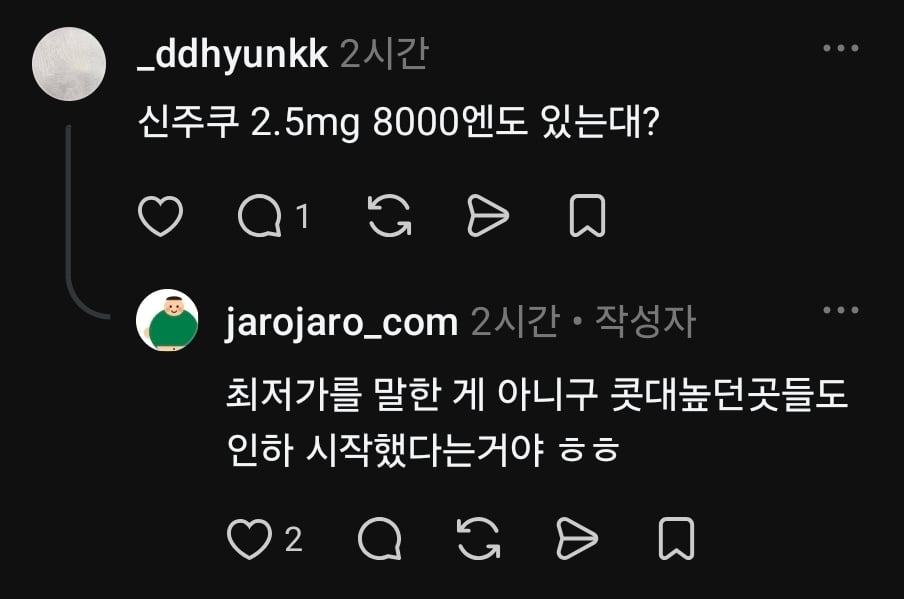 _ddhyunkk 2시간
신주쿠 2.5mg 8000엔도 있는대?
1
jarojaro_com 2시간 • 작성자
최저가를 말한 게 아니구 콧대높던곳들도
인하 시작했다는거야 ㅎㅎ
2